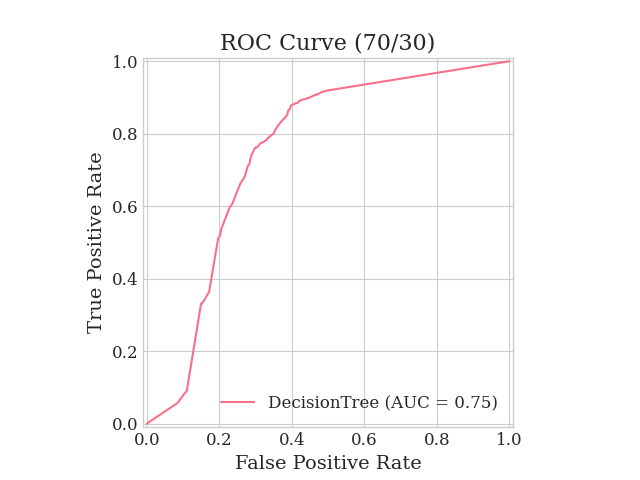 ROC Curve (70/30)
True Positive Rate
1.0
0.8
0.6
0.4
0.2
0.0
DecisionTree (AUC = 0.75)
0.0 0.2 0.4 0.6 0.8 1.0
False Positive Rate